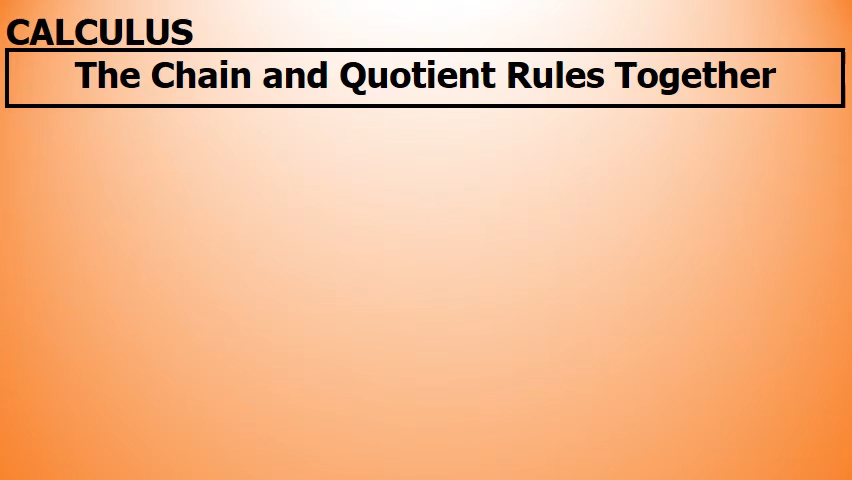 CALCULUS
The Chain and Quotient Rules Together